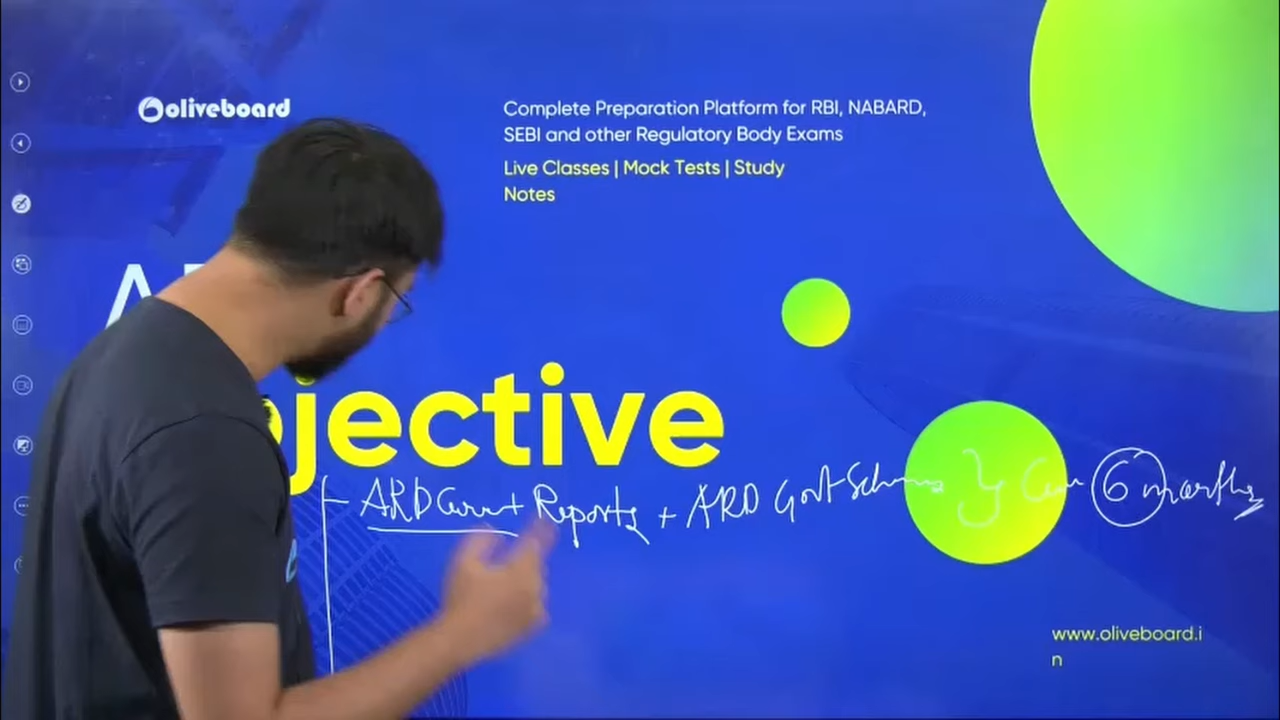 oliveboard
Complete Preparation Platform for RBI, NABARD,
SEBI and other Regulatory Body Exams
Live Classes | Mock Tests | Study
Notes
jective
ARD Current Reports + ARD Govt Schemes 6 months
www.oliveboard.i
n